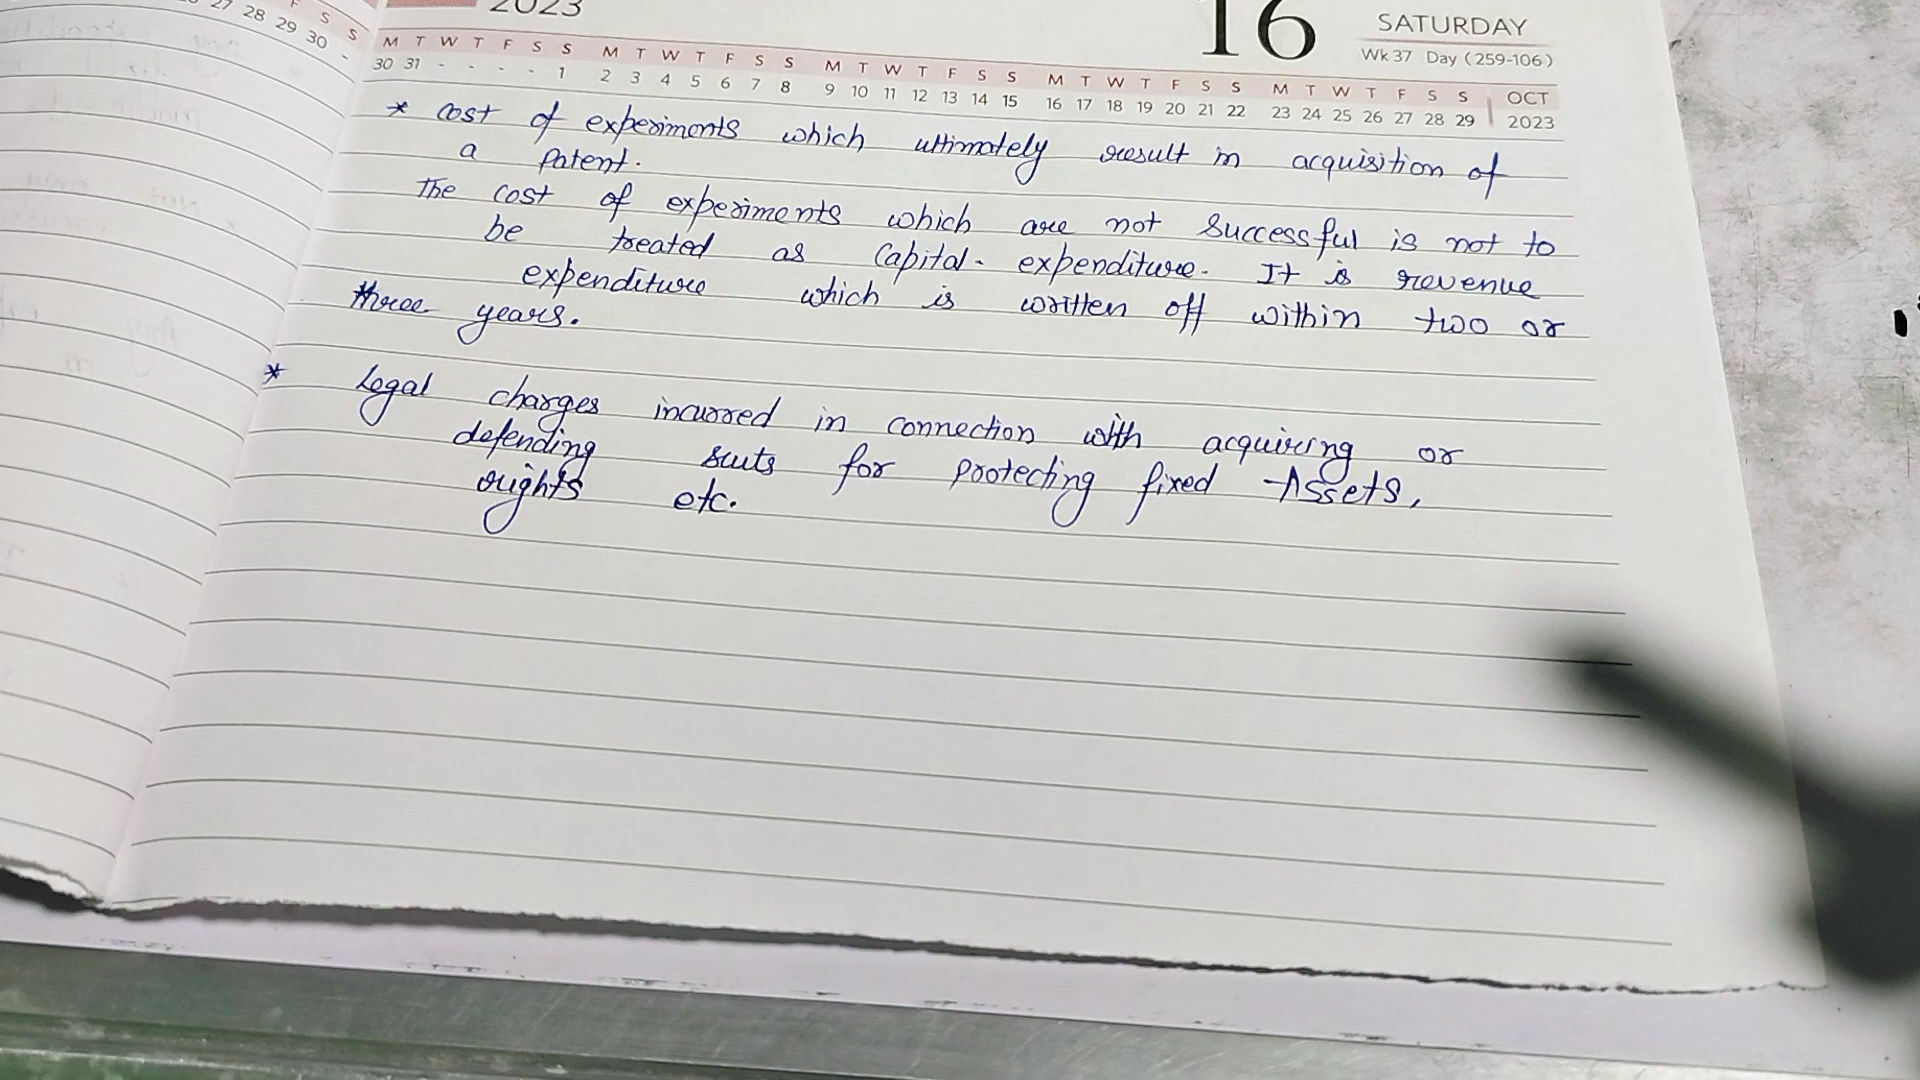 27 28 29 30 -
F S S
2023
16
SATURDAY
Wk 37 Day (259-106)
M T W T F S S M T W T F S S M T W T F S S M T W T F S S M T W T F S S OCT
30 31 - - - - 1 2 3 4 5 6 7 8 9 10 11 12 13 14 15 16 17 18 19 20 21 22 23 24 25 26 27 28 29 2023
* cost of experiments which ultimately result in acquisition of
a Patent.
The cost of experiments which are not successful is not to
be treated as Capital expenditure. It is revenue
expenditure which is written off within two or
three years.
* Legal charges incurred in connection with acquiring or
defending suits for protecting fixed Assets,
rights etc.